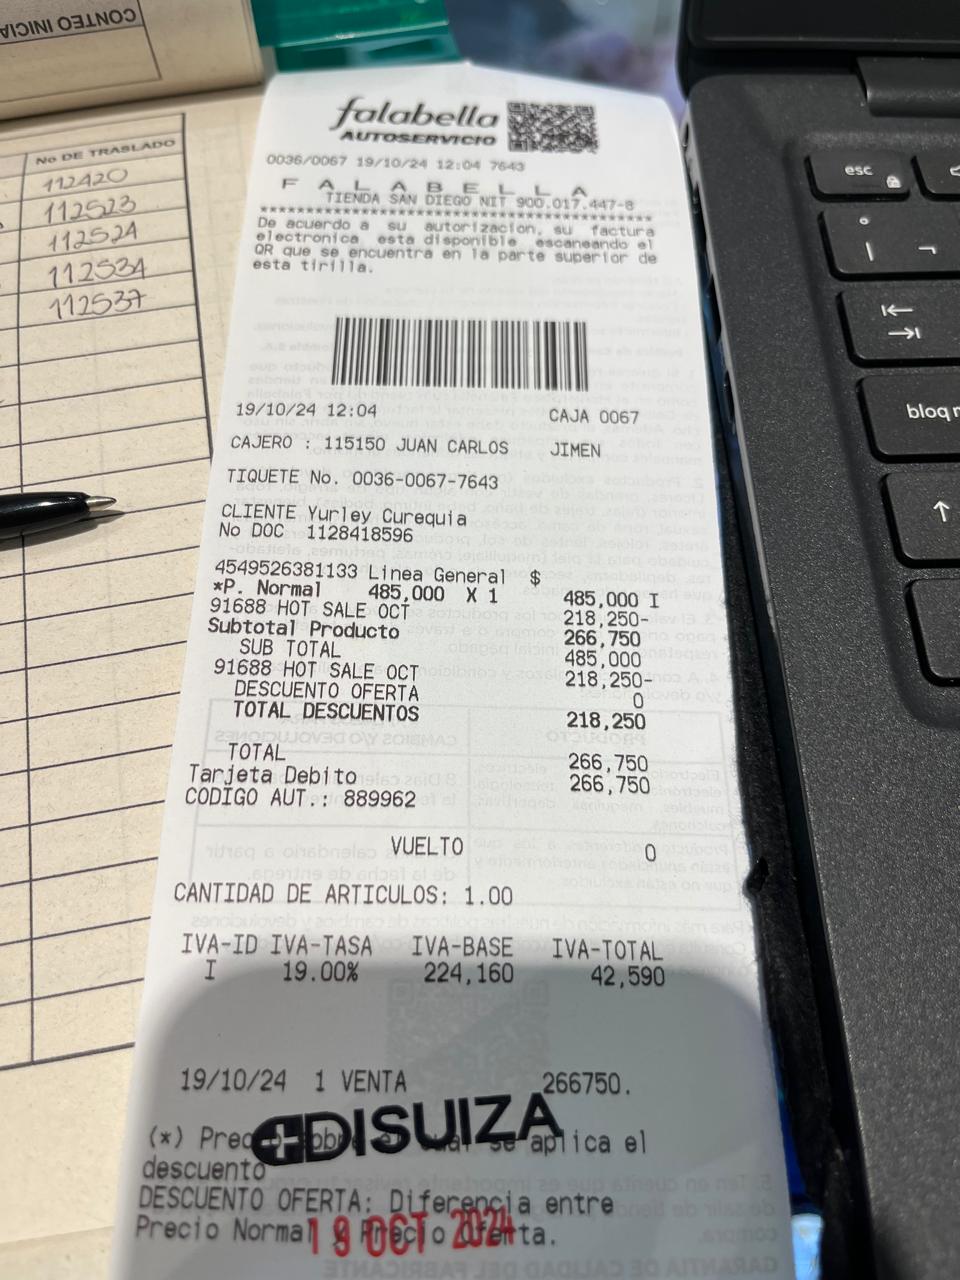 CONTEO INICIA
No DE TRASLADO
112420
112523
112524
112534
112537
falabella
AUTOSERVICIO
0036/0067 19/10/24 12:04 7643
F A L A B E L L A
TIENDA SAN DIEGO NIT 900.017.447-8
De acuerdo a su autorizacion, su factura
electronica esta disponible escaneando el
QR que se encuentra en la parte superior de
esta tirilla.
19/10/24 12:04 CAJA 0067
CAJERO : 115150 JUAN CARLOS JIMEN
TIQUETE No. 0036-0067-7643
CLIENTE Yurley Curequia
No DOC 1128418596
4549526381133 Linea General $
*P. Normal 485,000 X 1 485,000 I
91688 HOT SALE OCT 218,250-
Subtotal Producto 266,750
SUB TOTAL 485,000
91688 HOT SALE OCT 218,250-
DESCUENTO OFERTA 0
TOTAL DESCUENTOS 218,250
TOTAL 266,750
Tarjeta Debito 266,750
CODIGO AUT.: 889962
VUELTO 0
CANTIDAD DE ARTICULOS: 1.00
IVA-ID IVA-TASA IVA-BASE IVA-TOTAL
I 19.00% 224,160 42,590
19/10/24 1 VENTA 266750.
DISUIZA
(*) Precio sobre el cual se aplica el
descuento
DESCUENTO OFERTA: Diferencia entre
Precio Normal y Precio Oferta.
19 OCT 2024
esc
bloq m